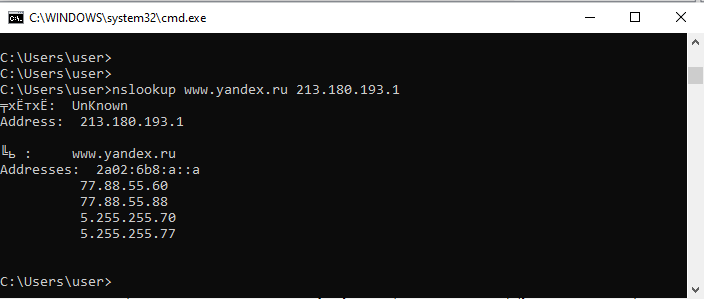 C:\WINDOWS\system32\cmd.exe
C:\Users\user>
C:\Users\user>
C:\Users\user>nslookup www.yandex.ru 213.180.193.1
╤хЁтхЁ:  UnKnown
Address:  213.180.193.1
╚ь :     www.yandex.ru
Addresses:  2a02:6b8:a::a
77.88.55.60
77.88.55.88
5.255.255.70
5.255.255.77
C:\Users\user>